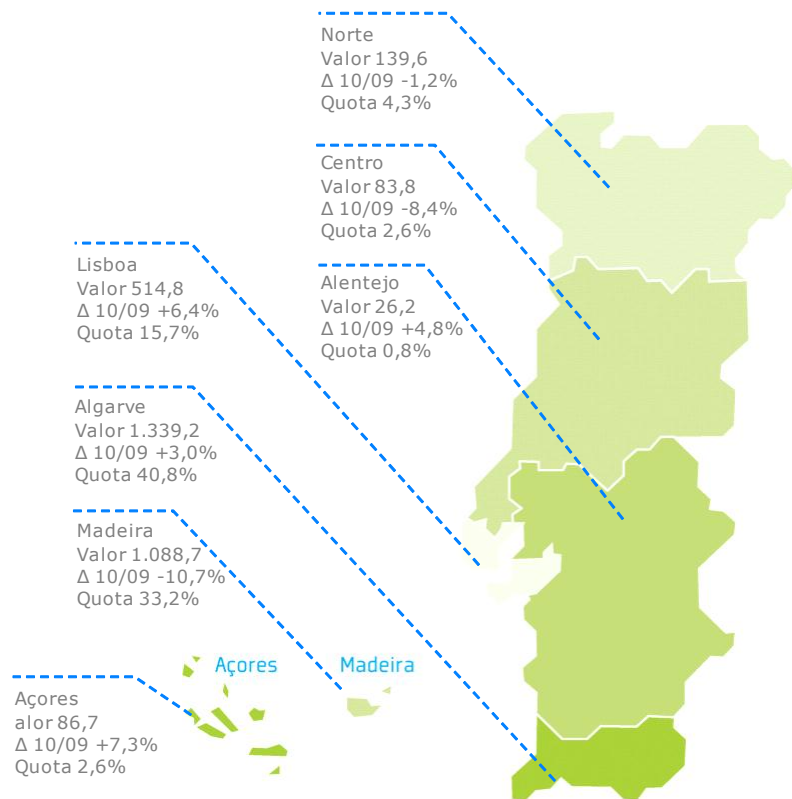 Norte
Valor 139,6
Δ 10/09 -1,2%
Quota 4,3%
Centro
Valor 83,8
Δ 10/09 -8,4%
Quota 2,6%
Lisboa
Valor 514,8
Δ 10/09 +6,4%
Quota 15,7%
Alentejo
Valor 26,2
Δ 10/09 +4,8%
Quota 0,8%
Algarve
Valor 1.339,2
Δ 10/09 +3,0%
Quota 40,8%
Madeira
Valor 1.088,7
Δ 10/09 -10,7%
Quota 33,2%
Açores
Madeira
Açores
alor 86,7
Δ 10/09 +7,3%
Quota 2,6%